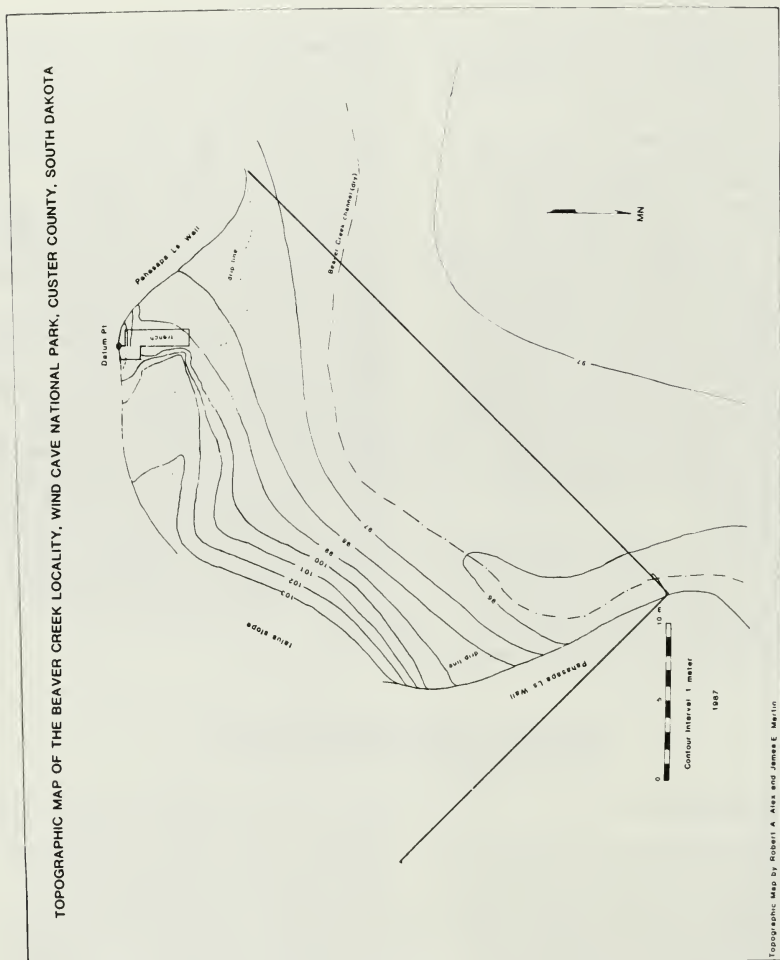 TOPOGRAPHIC MAP OF THE BEAVER CREEK LOCALITY, WIND CAVE NATIONAL PARK, CUSTER COUNTY, SOUTH DAKOTA
Datum Pt
Pahasapa Ls Wall
trench
drip line
Beaver Creek channel (dry)
MN
97
103
102
101
100
99
98
97
96
talus slope
drip line
Pahasapa Ls Wall
0 5 10 m
Contour Interval 1 meter
1987
Topographic Map by Robert A Alex and James E Martin